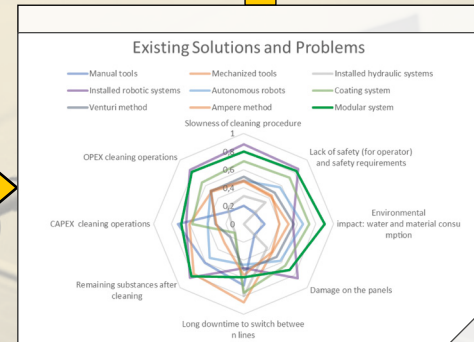 Existing Solutions and Problems
Manual tools
Mechanized tools
Installed hydraulic systems
Installed robotic systems
Autonomous robots
Coating system
Venturi method
Ampere method
Modular system
Slowness of cleaning procedure
1
0,8
0,6
0,4
0,2
0
Lack of safety (for operator)
and safety requirements
Environmental
impact: water and material consu
mption
Damage on the panels
Long downtime to switch betwee
n lines
Remaining substances after
cleaning
CAPEX cleaning operations
OPEX cleaning operations